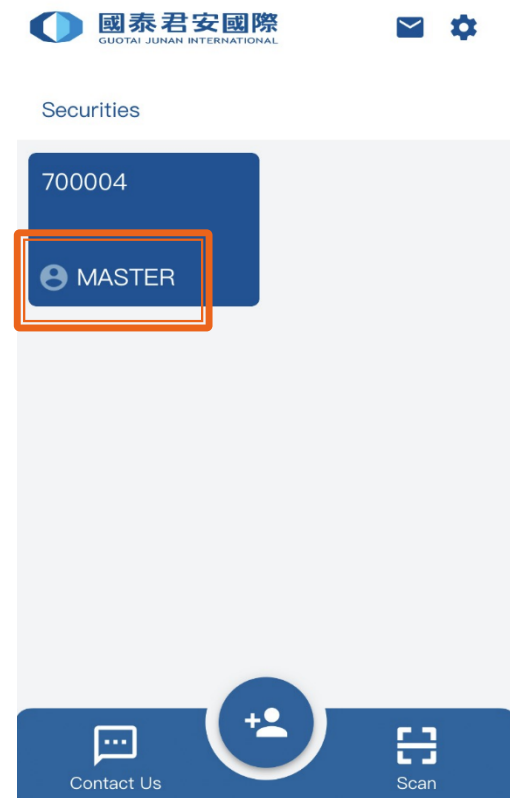 國泰君安國際
GUOTAI JUNAN INTERNATIONAL
Securities
700004
MASTER
Contact Us
Scan